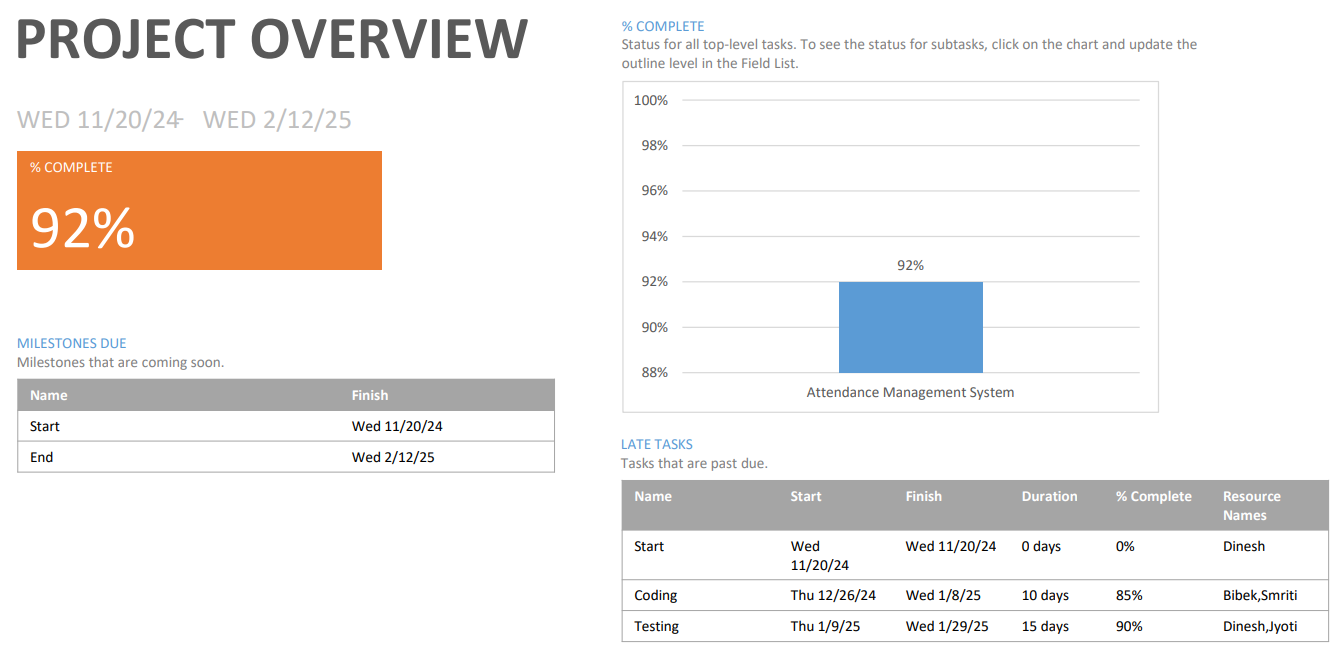 PROJECT OVERVIEW
WED 11/20/24- WED 2/12/25
% COMPLETE
92%
MILESTONES DUE
Milestones that are coming soon.
Name Finish
Start Wed 11/20/24
End Wed 2/12/25
% COMPLETE
Status for all top-level tasks. To see the status for subtasks, click on the chart and update the
outline level in the Field List.
100%
98%
96%
94%
92%
92%
90%
88%
Attendance Management System
LATE TASKS
Tasks that are past due.
Name Start Finish Duration % Complete Resource
Names
Start Wed Wed 11/20/24 0 days 0% Dinesh
11/20/24
Coding Thu 12/26/24 Wed 1/8/25 10 days 85% Bibek,Smriti
Testing Thu 1/9/25 Wed 1/29/25 15 days 90% Dinesh,Jyoti